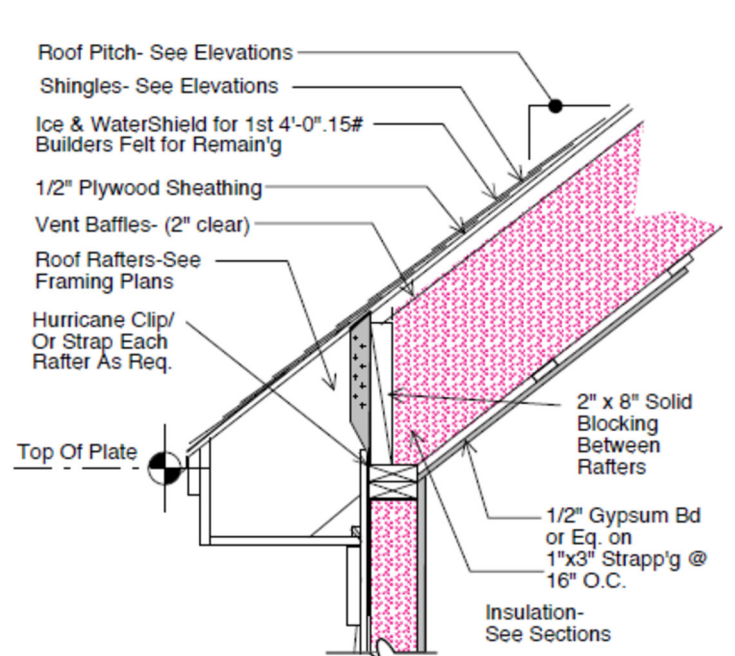 Roof Pitch- See Elevations
Shingles- See Elevations
Ice & WaterShield for 1st 4'-0".15#
Builders Felt for Remain'g
1/2" Plywood Sheathing
Vent Baffles- (2" clear)
Roof Rafters-See
Framing Plans
Hurricane Clip/
Or Strap Each
Rafter As Req.
Top Of Plate
2" x 8" Solid
Blocking
Between
Rafters
1/2" Gypsum Bd
or Eq. on
1"x3" Strapp'g @
16" O.C.
Insulation-
See Sections